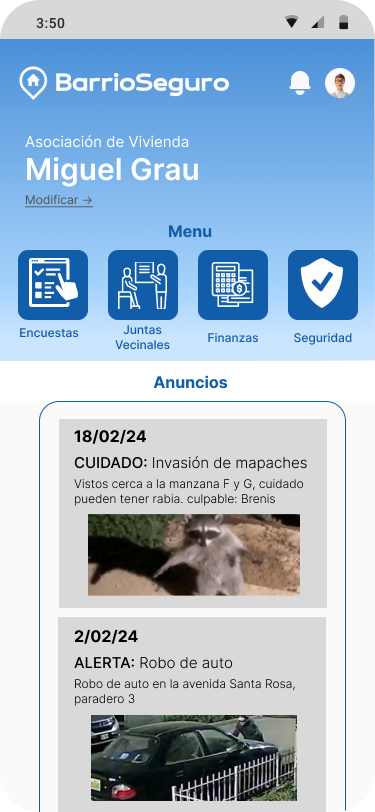 3:50
BarrioSeguro
Asociación de Vivienda
Miguel Grau
Modificar →
Menu
Encuestas
Juntas
Vecinales
Finanzas
Seguridad
Anuncios
18/02/24
CUIDADO: Invasión de mapaches
Vistos cerca a la manzana F y G, cuidado
pueden tener rabia. culpable: Brenis
2/02/24
ALERTA: Robo de auto
Robo de auto en la avenida Santa Rosa,
paradero 3